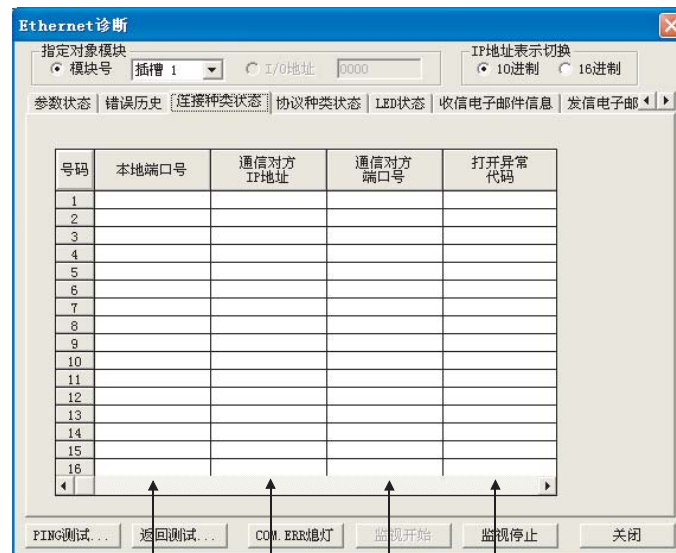 Ethernet诊断
指定对象模块
模块号 插槽 1 I/O地址 0000
IP地址表示切换
10进制 16进制
参数状态 错误历史 连接种类状态 协议种类状态 LED状态 收信电子邮件信息 发信电子邮
号码 本地端口号 通信对方IP地址 通信对方端口号 打开异常代码
1
2
3
4
5
6
7
8
9
10
11
12
13
14
15
16
PING测试... 返回测试... COM.ERR熄灯 监视开始 监视停止 关闭